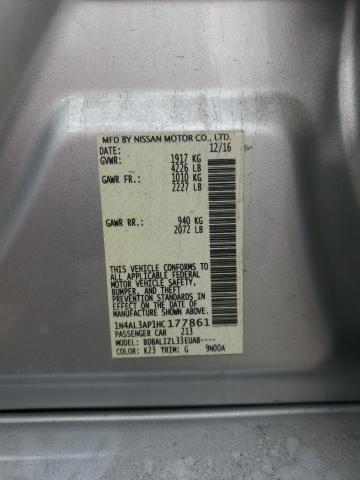 MFD BY NISSAN MOTOR CO., LTD.
DATE: 12/16
GVWR: 1917 KG
4226 LB
GAWR FR.: 1010 KG
2227 LB
GAWR RR.: 940 KG
2072 LB
THIS VEHICLE CONFORMS TO
ALL APPLICABLE FEDERAL
MOTOR VEHICLE SAFETY,
BUMPER, AND THEFT
PREVENTION STANDARDS
IN EFFECT ON THE DATE OF
MANUFACTURE SHOWN ABOVE.
1N4AL3AP1HC177861
PASSENGER CAR 213
MODEL: BDBALIZL33EUAB----
COLOR: K23 TRIM: G 9N00A